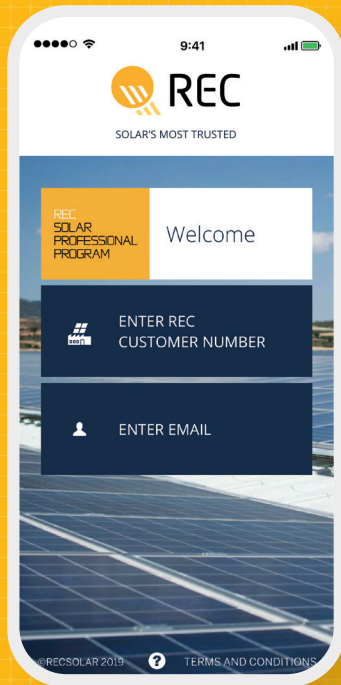 9:41
REC
SOLAR'S MOST TRUSTED
REC
SOLAR
PROFESSIONAL
PROGRAM
Welcome
ENTER REC
CUSTOMER NUMBER
ENTER EMAIL
©RECSOLAR 2019 ? TERMS AND CONDITIONS